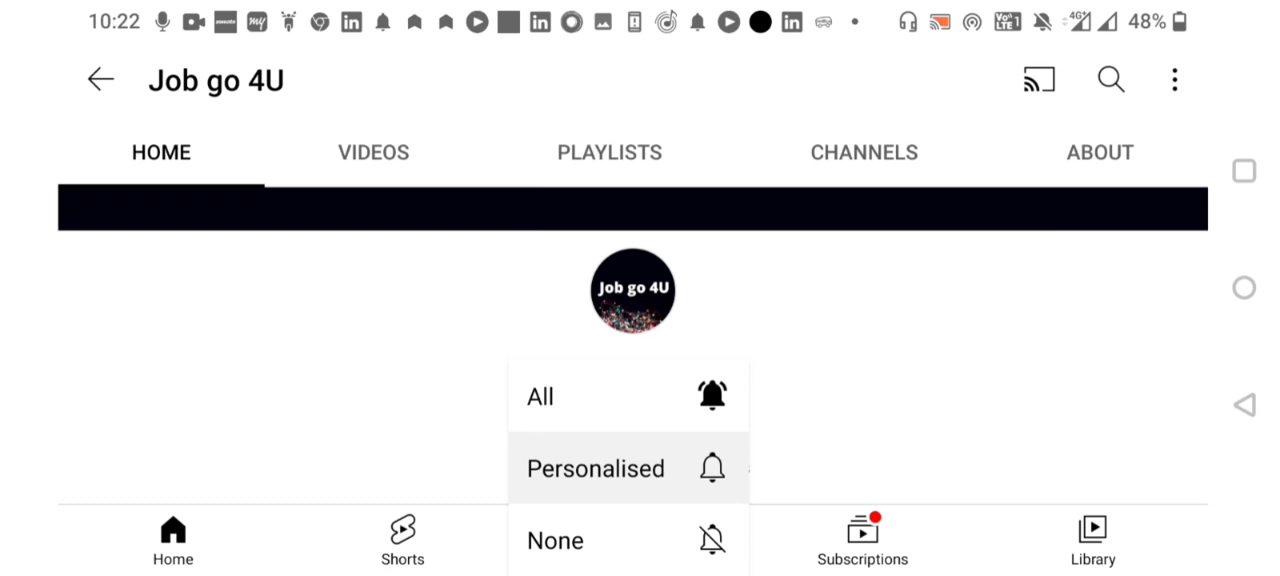 10:22 48%
Job go 4U
HOME VIDEOS PLAYLISTS CHANNELS ABOUT
Job go 4U
All
Personalised
None
Home Shorts Subscriptions Library